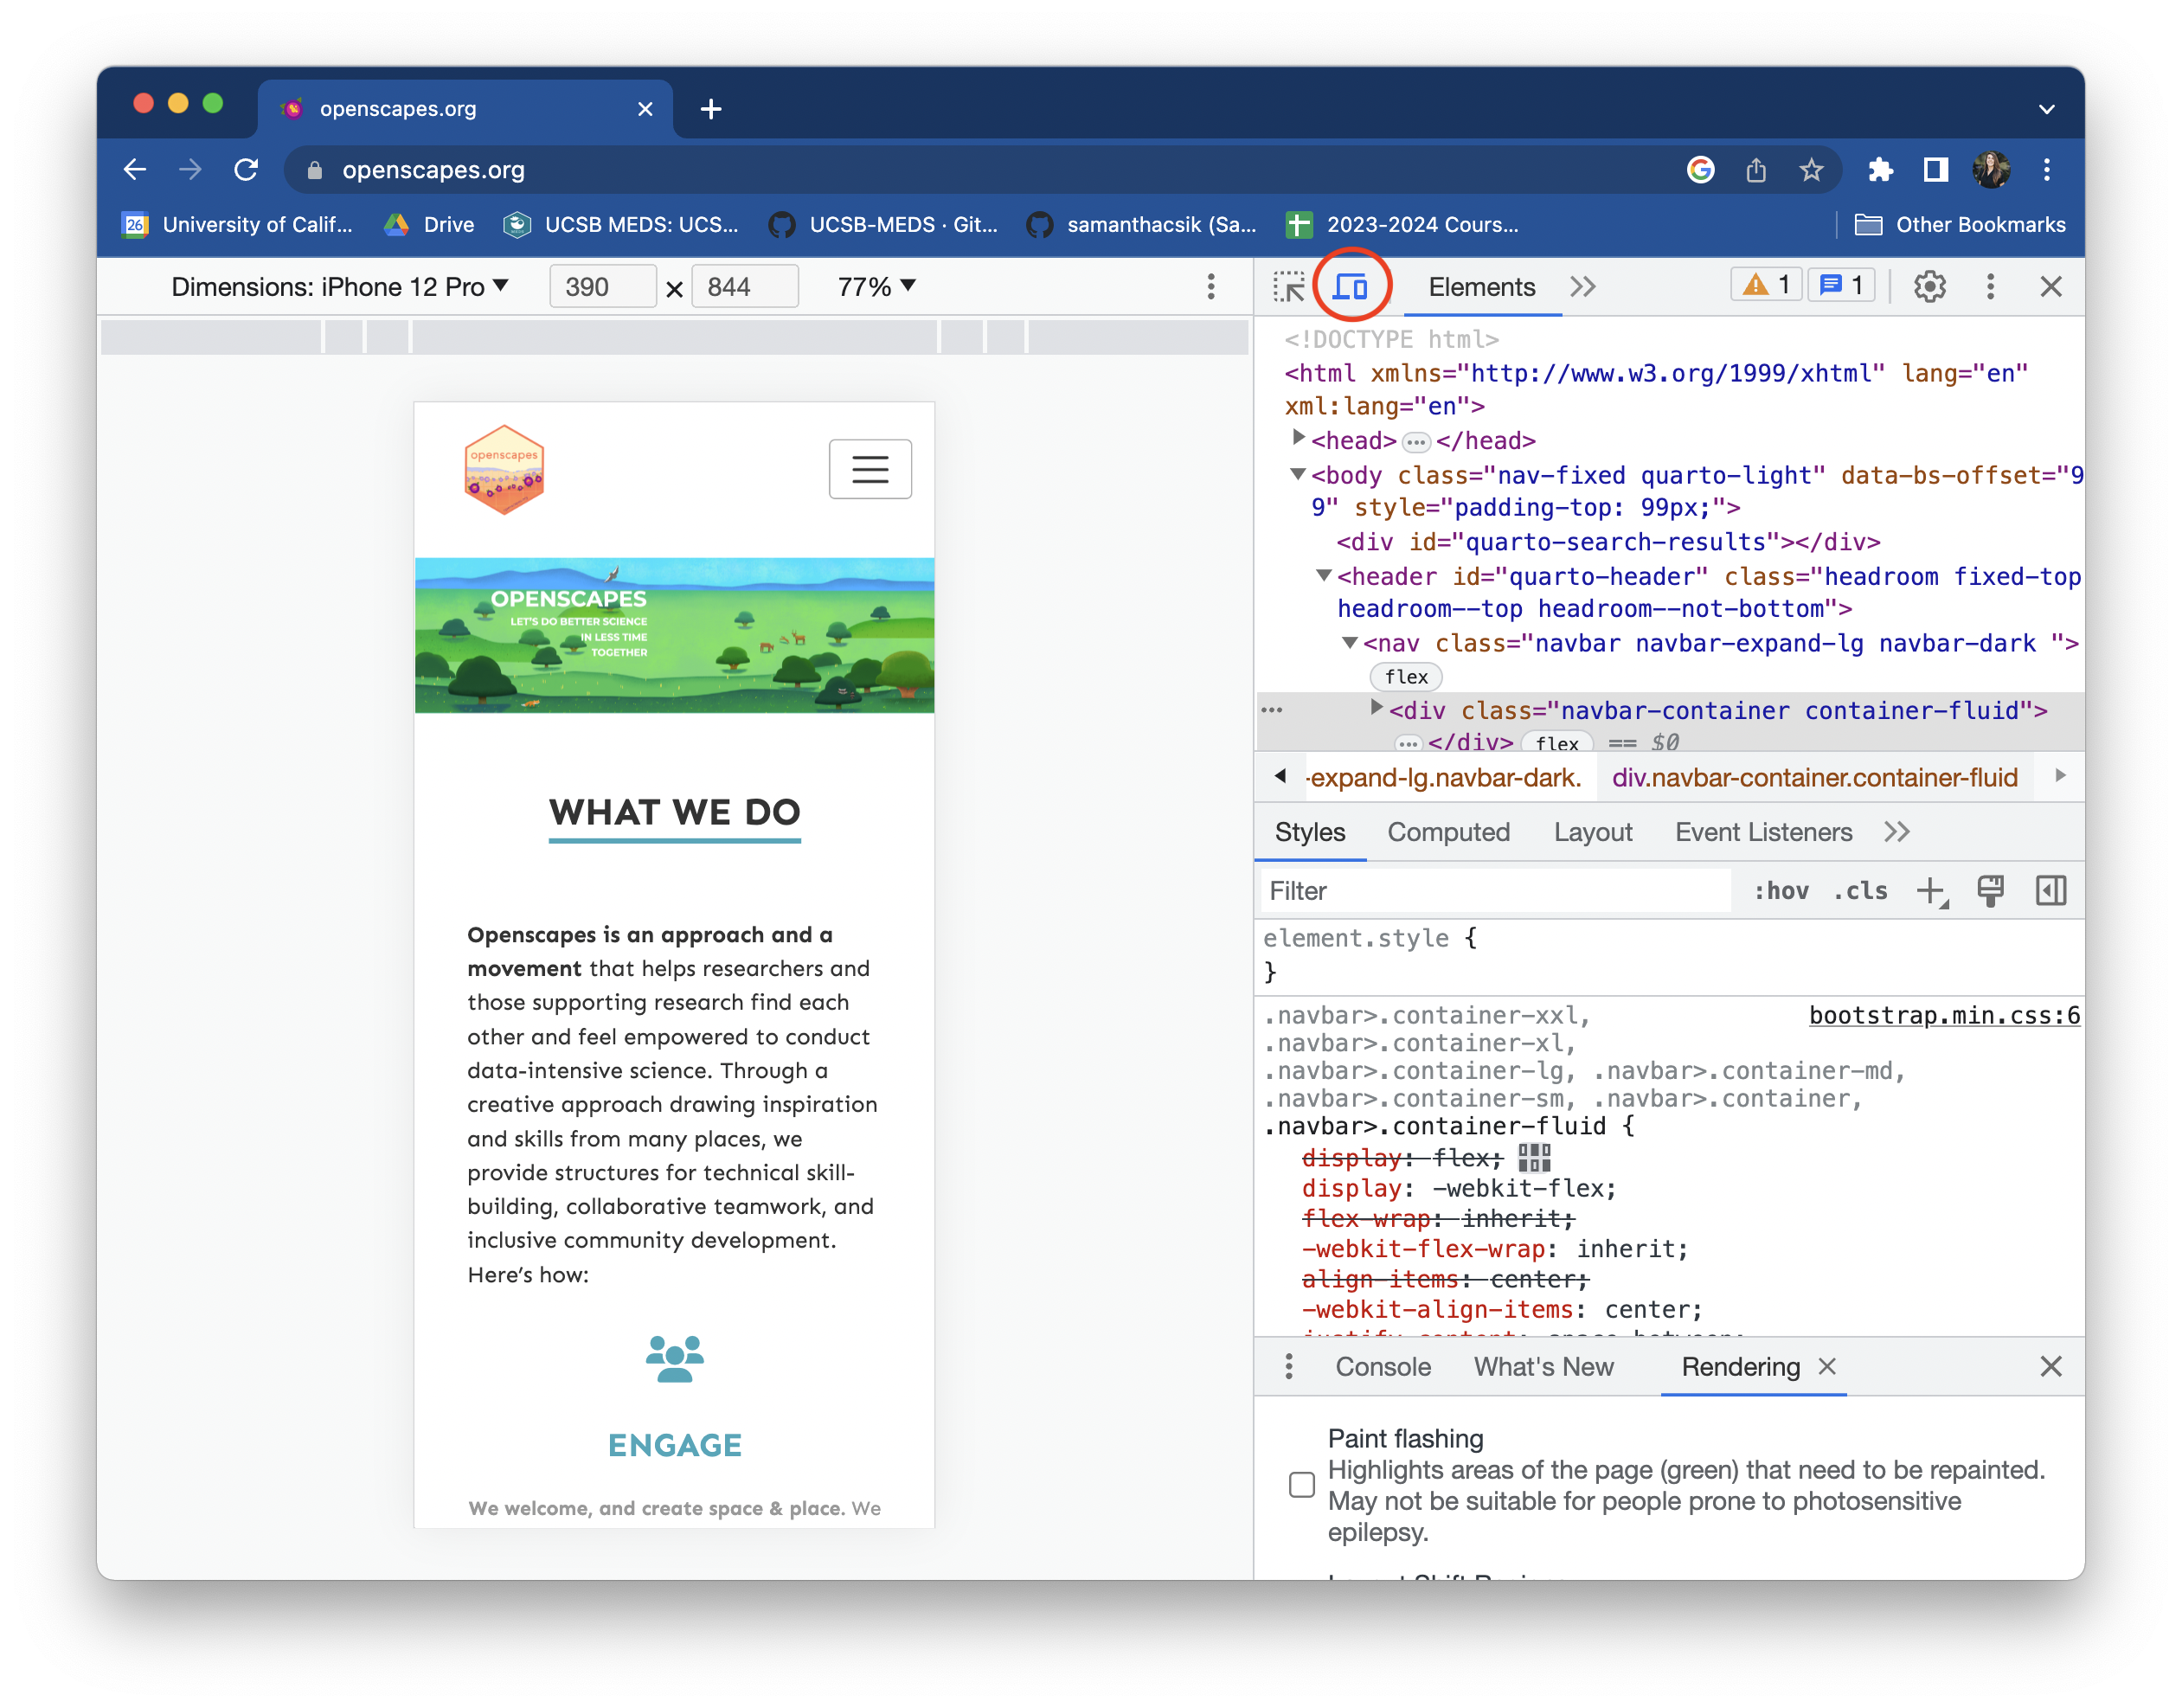 openscapes.org
openscapes.org
26 University of Calif...
Drive
UCSB MEDS: UCS...
UCSB-MEDS · Git...
samanthacsik (Sa...
2023-2024 Cours...
Other Bookmarks
Dimensions: iPhone 12 Pro
390 × 844
77%
openscapes
OPENSCAPES
LET'S DO BETTER SCIENCE
IN LESS TIME
TOGETHER
WHAT WE DO
Openscapes is an approach and a
movement that helps researchers and
those supporting research find each
other and feel empowered to conduct
data-intensive science. Through a
creative approach drawing inspiration
and skills from many places, we
provide structures for technical skill-
building, collaborative teamwork, and
inclusive community development.
Here's how:
ENGAGE
We welcome, and create space & place. We
Elements
1
1
<!DOCTYPE html>
<html xmlns="http://www.w3.org/1999/xhtml" lang="en"
xml:lang="en">
<head>…</head>
<body class="nav-fixed quarto-light" data-bs-offset="9
9" style="padding-top: 99px;">
<div id="quarto-search-results"></div>
<header id="quarto-header" class="headroom fixed-top
headroom--top headroom--not-bottom">
<nav class="navbar navbar-expand-lg navbar-dark ">
flex
<div class="navbar-container container-fluid">
…</div> flex == $0
-expand-lg.navbar-dark.
div.navbar-container.container-fluid
Styles
Computed
Layout
Event Listeners
Filter
:hov
.cls
element.style {
}
.navbar>.container-xxl,
bootstrap.min.css:6
.navbar>.container-xl,
.navbar>.container-lg, .navbar>.container-md,
.navbar>.container-sm, .navbar>.container,
.navbar>.container-fluid {
display: flex;
display: -webkit-flex;
flex-wrap: inherit;
-webkit-flex-wrap: inherit;
align-items: center;
-webkit-align-items: center;
Console
What's New
Rendering
Paint flashing
Highlights areas of the page (green) that need to be repainted.
May not be suitable for people prone to photosensitive
epilepsy.